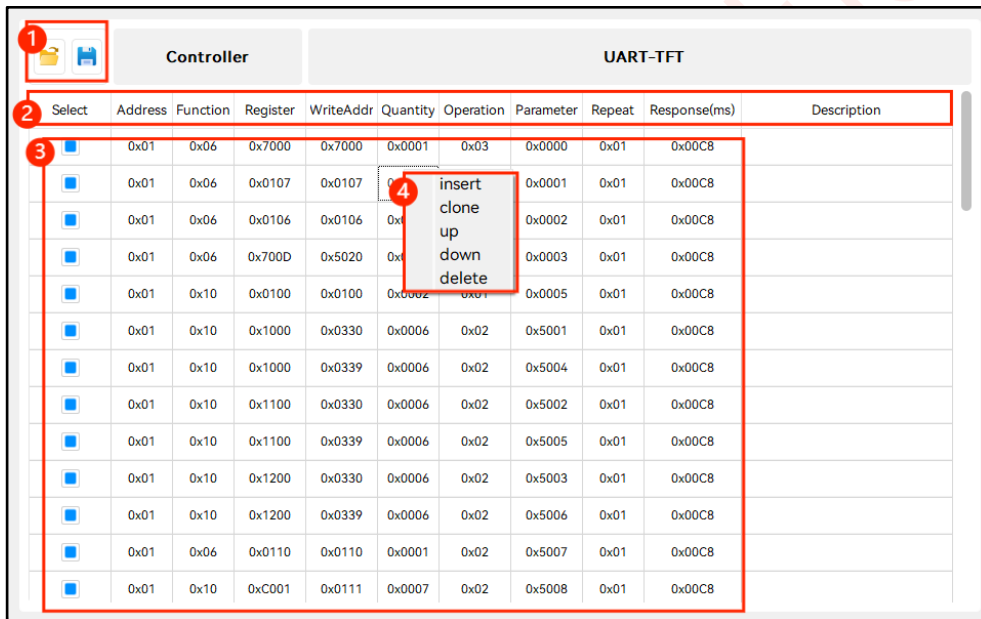 1 Controller UART-TFT
2 Select Address Function Register WriteAddr Quantity Operation Parameter Repeat Response(ms) Description
3 0x01 0x06 0x7000 0x7000 0x0001 0x03 0x0000 0x01 0x00C8
0x01 0x06 0x0107 0x0107 0x0001 0x01 0x00C8
4 insert
clone
up
down
delete
0x01 0x06 0x0106 0x0106 0x0002 0x01 0x00C8
0x01 0x06 0x700D 0x5020 0x0003 0x01 0x00C8
0x01 0x10 0x0100 0x0100 0x0002 0x01 0x0005 0x01 0x00C8
0x01 0x10 0x1000 0x0330 0x0006 0x02 0x5001 0x01 0x00C8
0x01 0x10 0x1000 0x0339 0x0006 0x02 0x5004 0x01 0x00C8
0x01 0x10 0x1100 0x0330 0x0006 0x02 0x5002 0x01 0x00C8
0x01 0x10 0x1100 0x0339 0x0006 0x02 0x5005 0x01 0x00C8
0x01 0x10 0x1200 0x0330 0x0006 0x02 0x5003 0x01 0x00C8
0x01 0x10 0x1200 0x0339 0x0006 0x02 0x5006 0x01 0x00C8
0x01 0x06 0x0110 0x0110 0x0001 0x02 0x5007 0x01 0x00C8
0x01 0x10 0xC001 0x0111 0x0007 0x02 0x5008 0x01 0x00C8